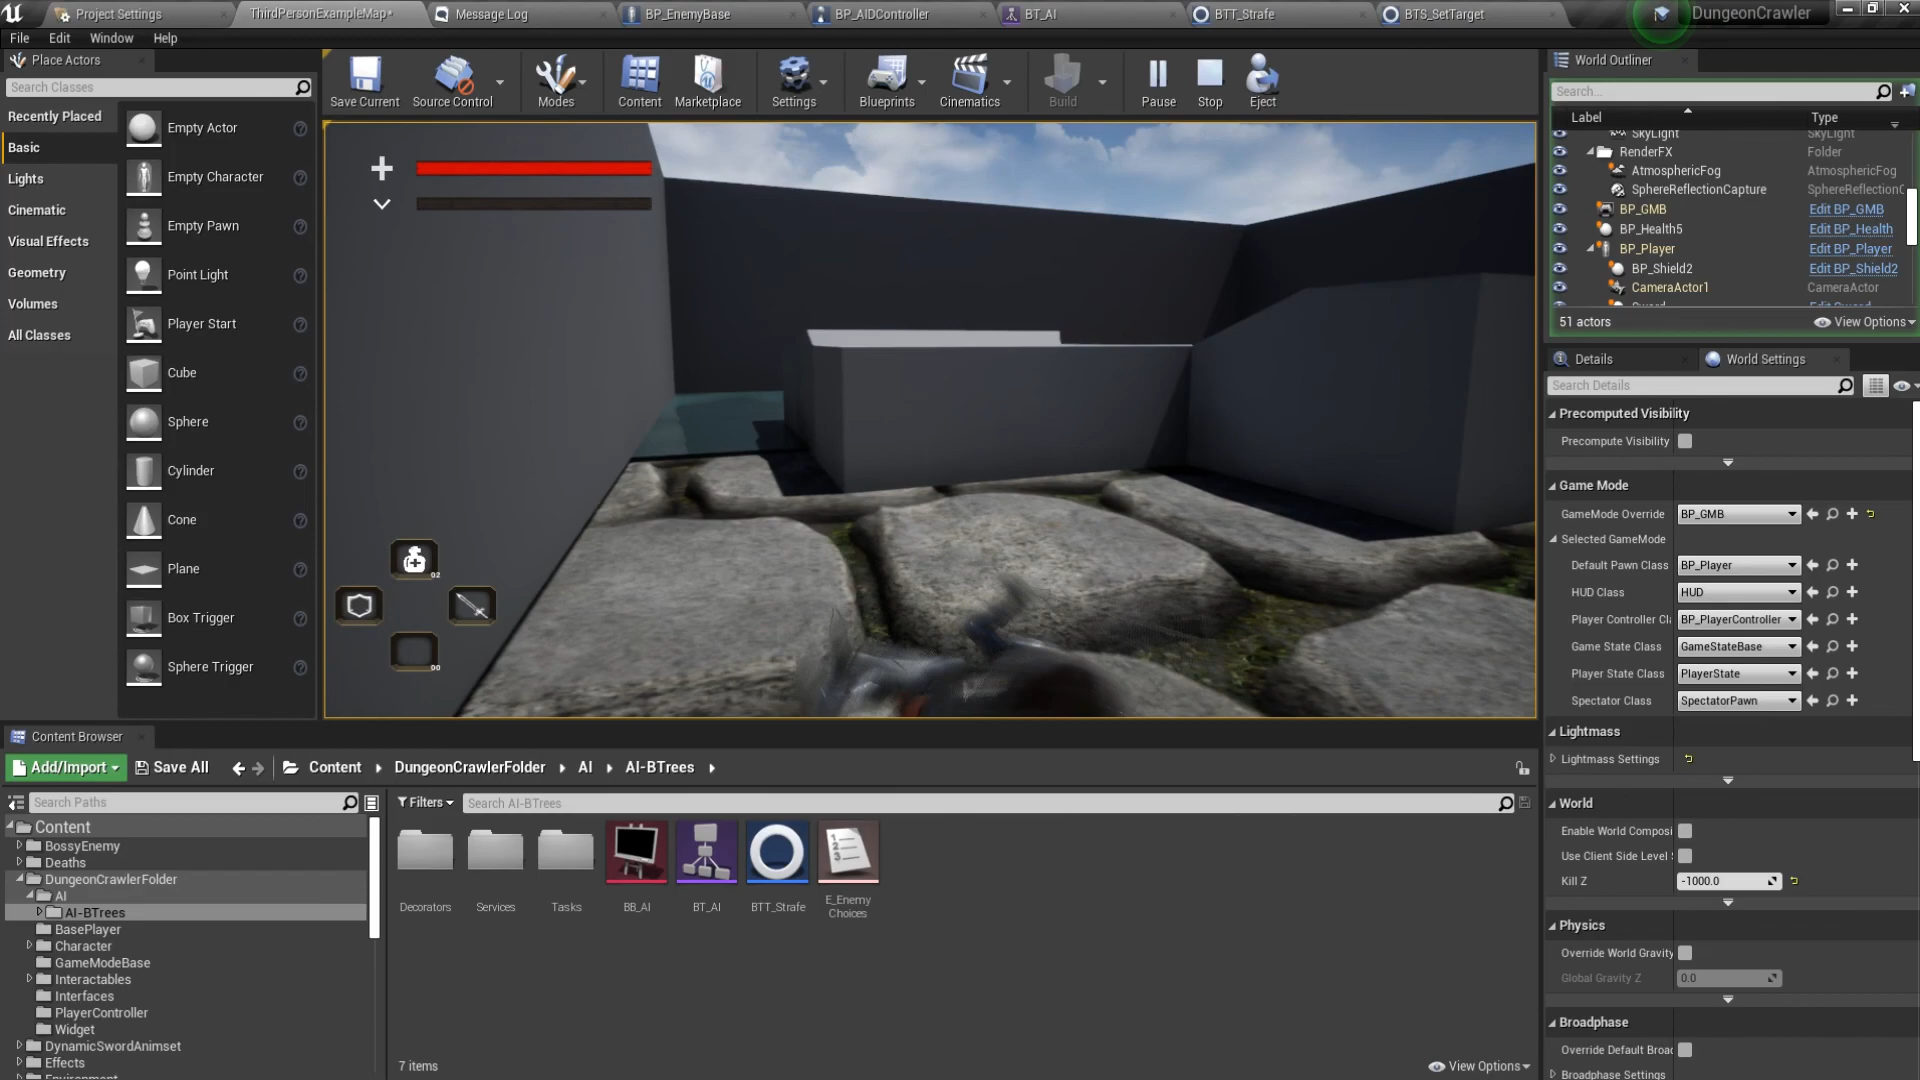 Project Settings
ThirdPersonExampleMap*
Message Log
BP_EnemyBase
BP_AIDController
BT_AI
BTT_Strafe
BTS_SetTarget
DungeonCrawler
File Edit Window Help
Place Actors
Search Classes
Recently Placed
Basic
Lights
Cinematic
Visual Effects
Geometry
Volumes
All Classes
Empty Actor
Empty Character
Empty Pawn
Point Light
Player Start
Cube
Sphere
Cylinder
Cone
Plane
Box Trigger
Sphere Trigger
Save Current
Source Control
Modes
Content
Marketplace
Settings
Blueprints
Cinematics
Build
Pause
Stop
Eject
02
00
World Outliner
Search...
Label Type
SkyLight SkyLight
RenderFX Folder
AtmosphericFog AtmosphericFog
SphereReflectionCapture SphereReflectionC
BP_GMB Edit BP_GMB
BP_Health5 Edit BP_Health
BP_Player Edit BP_Player
BP_Shield2 Edit BP_Shield2
CameraActor1 CameraActor
Sword Edit Sword
51 actors View Options
Details World Settings
Search Details
Precomputed Visibility
Precompute Visibility
Game Mode
GameMode Override BP_GMB
Selected GameMode
Default Pawn Class BP_Player
HUD Class HUD
Player Controller Cl BP_PlayerController
Game State Class GameStateBase
Player State Class PlayerState
Spectator Class SpectatorPawn
Lightmass
Lightmass Settings
World
Enable World Composi
Use Client Side Level
Kill Z -1000.0
Physics
Override World Gravity
Global Gravity Z 0.0
Broadphase
Override Default Broad
Broadphase Settings
Content Browser
Add/Import Save All Content DungeonCrawlerFolder AI AI-BTrees
Search Paths
Filters Search AI-BTrees
Content
BossyEnemy
Deaths
DungeonCrawlerFolder
AI
AI-BTrees
BasePlayer
Character
GameModeBase
Interactables
Interfaces
PlayerController
Widget
DynamicSwordAnimset
Effects
Decorators
Services
Tasks
BB_AI
BT_AI
BTT_Strafe
E_Enemy
Choices
7 items View Options